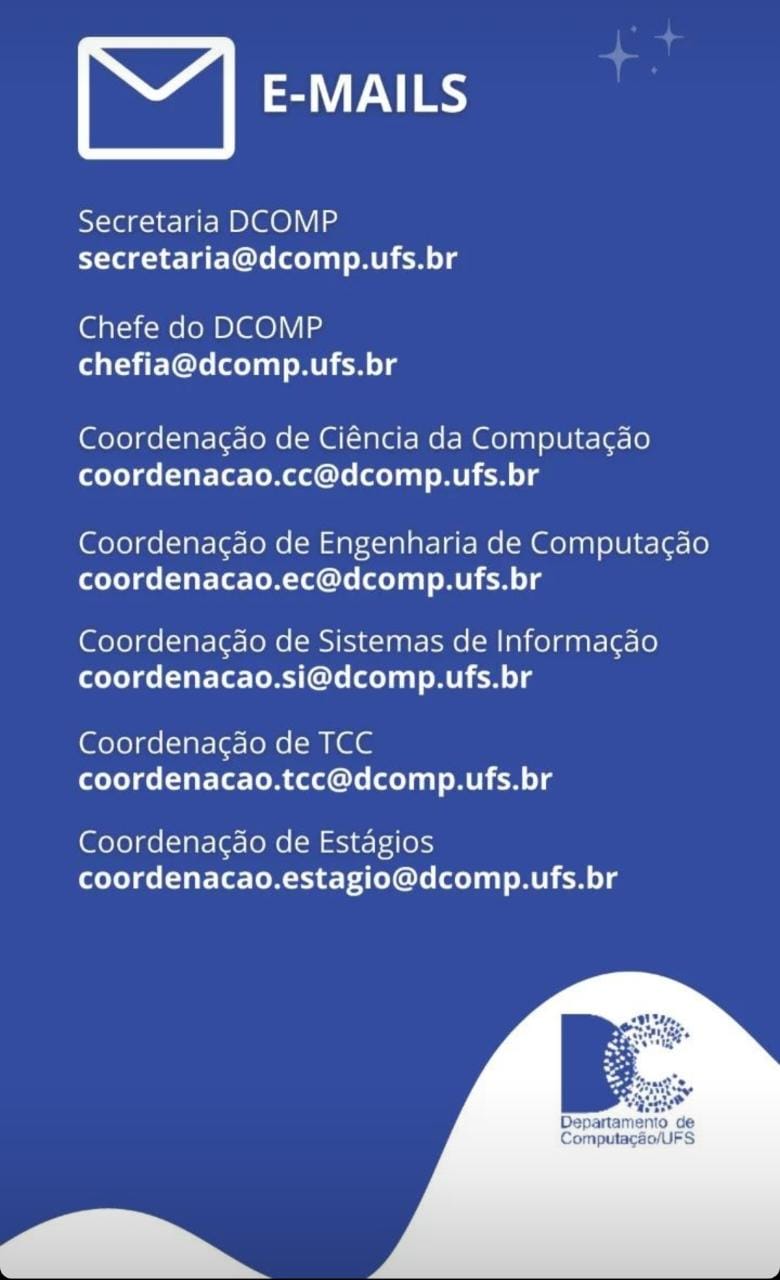 E-MAILS
Secretaria DCOMP
secretaria@dcomp.ufs.br
Chefe do DCOMP
chefia@dcomp.ufs.br
Coordenação de Ciência da Computação
coordenacao.cc@dcomp.ufs.br
Coordenação de Engenharia de Computação
coordenacao.ec@dcomp.ufs.br
Coordenação de Sistemas de Informação
coordenacao.si@dcomp.ufs.br
Coordenação de TCC
coordenacao.tcc@dcomp.ufs.br
Coordenação de Estágios
coordenacao.estagio@dcomp.ufs.br
DC
Departamento de
Computação/UFS